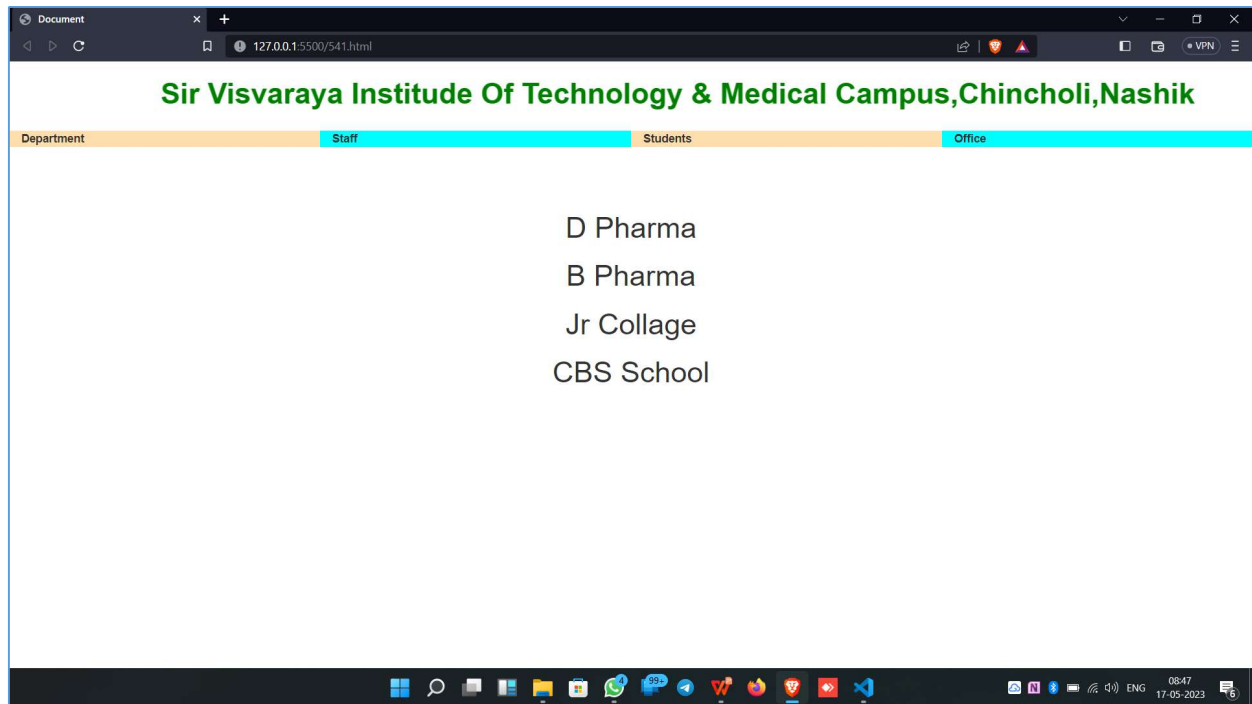 Document
127.0.0.1:5500/541.html
VPN
Sir Visvaraya Institude Of Technology & Medical Campus,Chincholi,Nashik
Department Staff Students Office
D Pharma
B Pharma
Jr Collage
CBS School
4
99+
W
N
ENG
08:47
17-05-2023
6